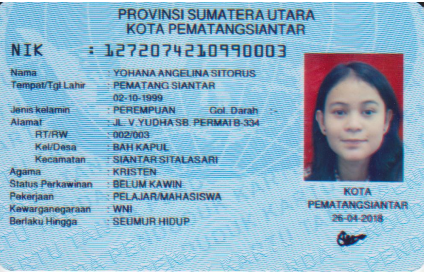 PROVINSI SUMATERA UTARA
KOTA PEMATANGSIANTAR
NIK : 1272074210990003
Nama : YOHANA ANGELINA SITORUS
Tempat/Tgl Lahir : PEMATANG SIANTAR
02-10-1999
Jenis kelamin : PEREMPUAN Gol. Darah : -
Alamat : JL. V. YUDHA SB. PERMAI B-334
RT/RW : 002/003
Kel/Desa : BAH KAPUL
Kecamatan : SIANTAR SITALASARI
Agama : KRISTEN
Status Perkawinan : BELUM KAWIN
Pekerjaan : PELAJAR/MAHASISWA
Kewarganegaraan : WNI
Berlaku Hingga : SEUMUR HIDUP
KOTA
PEMATANGSIANTAR
26-04-2018